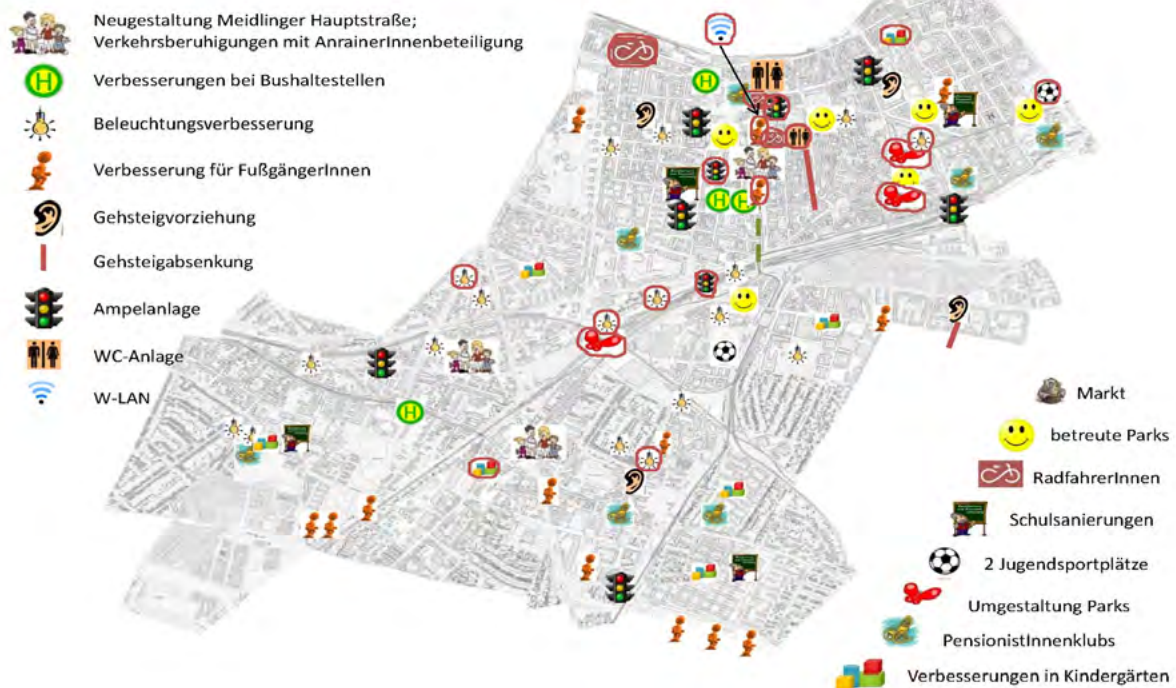 Neugestaltung Meidlinger Hauptstraße;
Verkehrsberuhigungen mit AnrainerInnenbeteiligung
Verbesserungen bei Bushaltestellen
Beleuchtungsverbesserung
Verbesserung für FußgängerInnen
Gehsteigvorziehung
Gehsteigabsenkung
Ampelanlage
WC-Anlage
W-LAN
H
H
H
H
H
Markt
betreute Parks
RadfahrerInnen
Schulsanierungen
2 Jugendsportplätze
Umgestaltung Parks
PensionistInnenklubs
Verbesserungen in Kindergärten